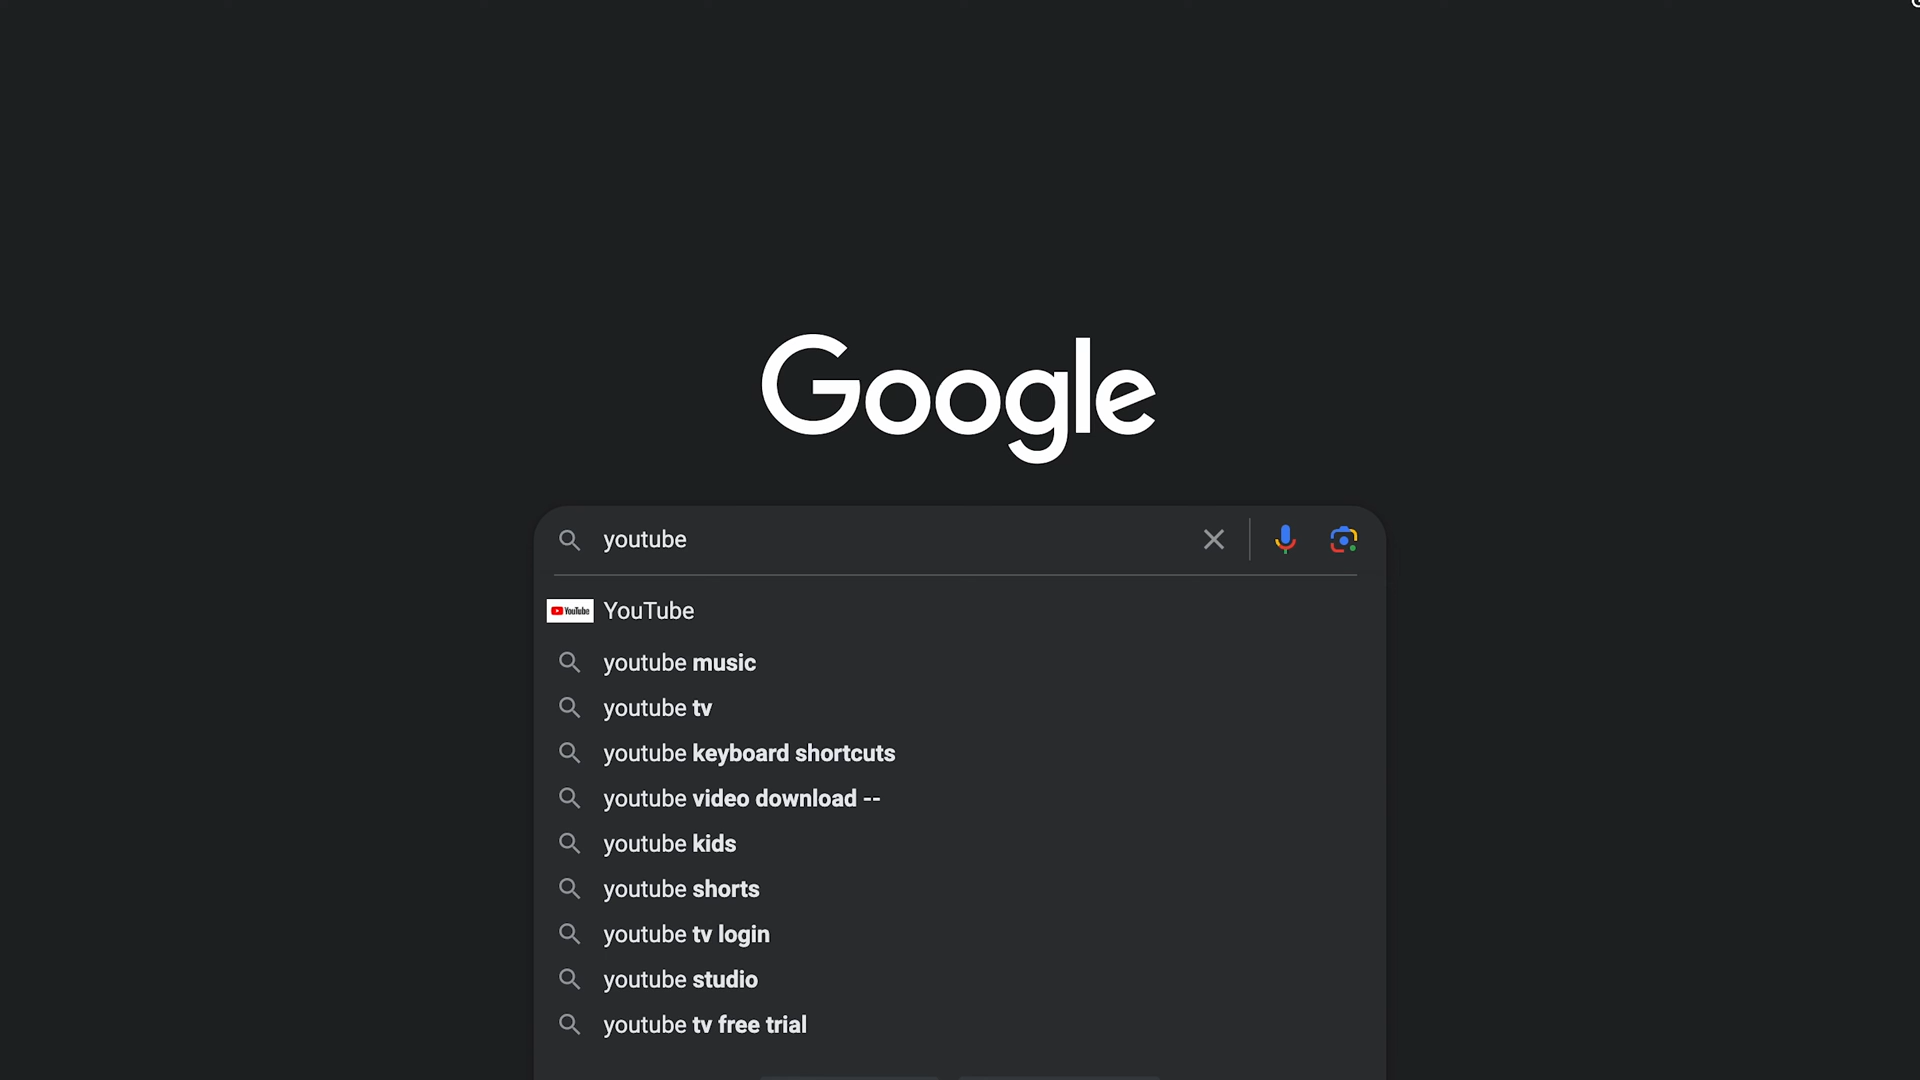 Google
youtube
YouTube YouTube
youtube music
youtube tv
youtube keyboard shortcuts
youtube video download --
youtube kids
youtube shorts
youtube tv login
youtube studio
youtube tv free trial